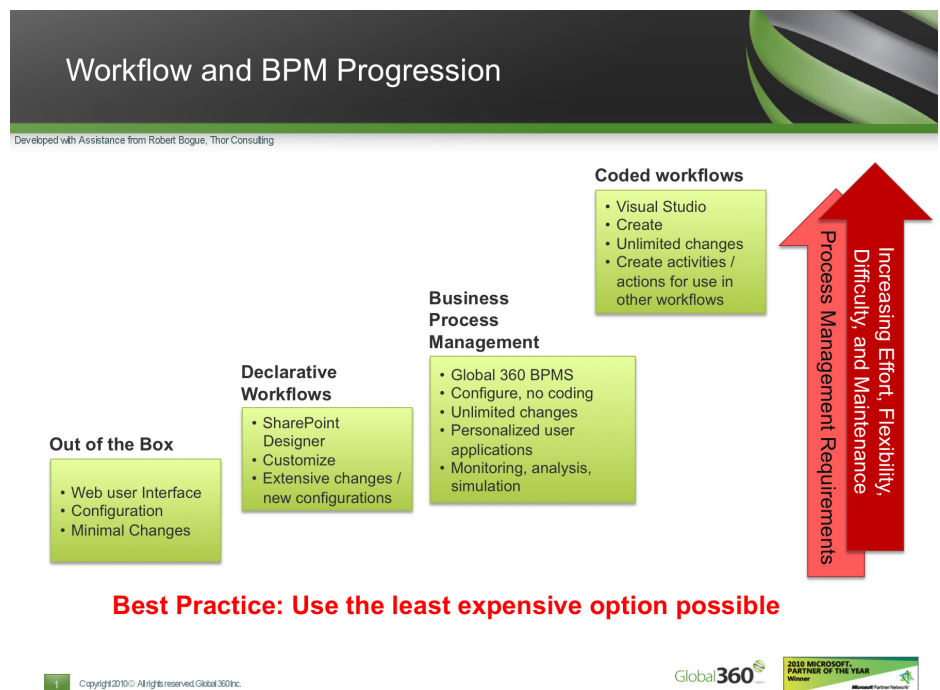 Workflow and BPM Progression
Developed with Assistance from Robert Bogue, Thor Consulting
Out of the Box
• Web user Interface
• Configuration
• Minimal Changes
Declarative
Workflows
• SharePoint
Designer
• Customize
• Extensive changes /
new configurations
Business
Process
Management
• Global 360 BPMS
• Configure, no coding
• Unlimited changes
• Personalized user
applications
• Monitoring, analysis,
simulation
Coded workflows
• Visual Studio
• Create
• Unlimited changes
• Create activities /
actions for use in
other workflows
Process Management Requirements
Increasing Effort, Flexibility,
Difficulty, and Maintenance
Best Practice: Use the least expensive option possible
1
Copyright 2010 © All rights reserved. Global 360 Inc.
Global360
2010 MICROSOFT®
PARTNER OF THE YEAR
Winner
Microsoft Partner Network